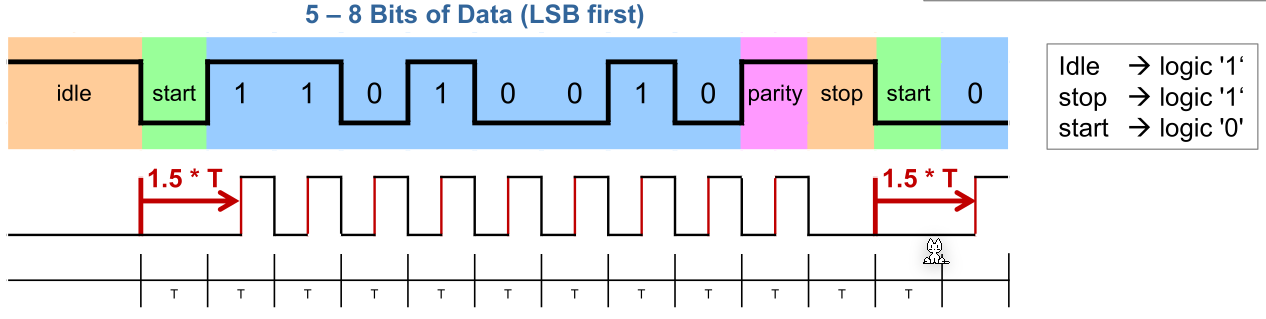 5 – 8 Bits of Data (LSB first)
idle start 1 1 0 1 0 0 1 0 parity stop start 0
Idle → logic '1‘
stop → logic '1‘
start → logic '0'
1.5 * T 1.5 * T
T T T T T T T T T T T T